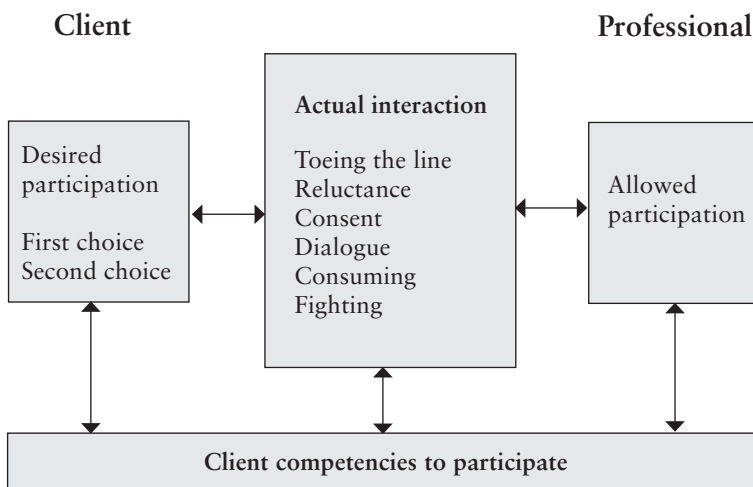 Client
Professional
Desired
participation
First choice
Second choice
Actual interaction
Toeing the line
Reluctance
Consent
Dialogue
Consuming
Fighting
Allowed
participation
Client competencies to participate